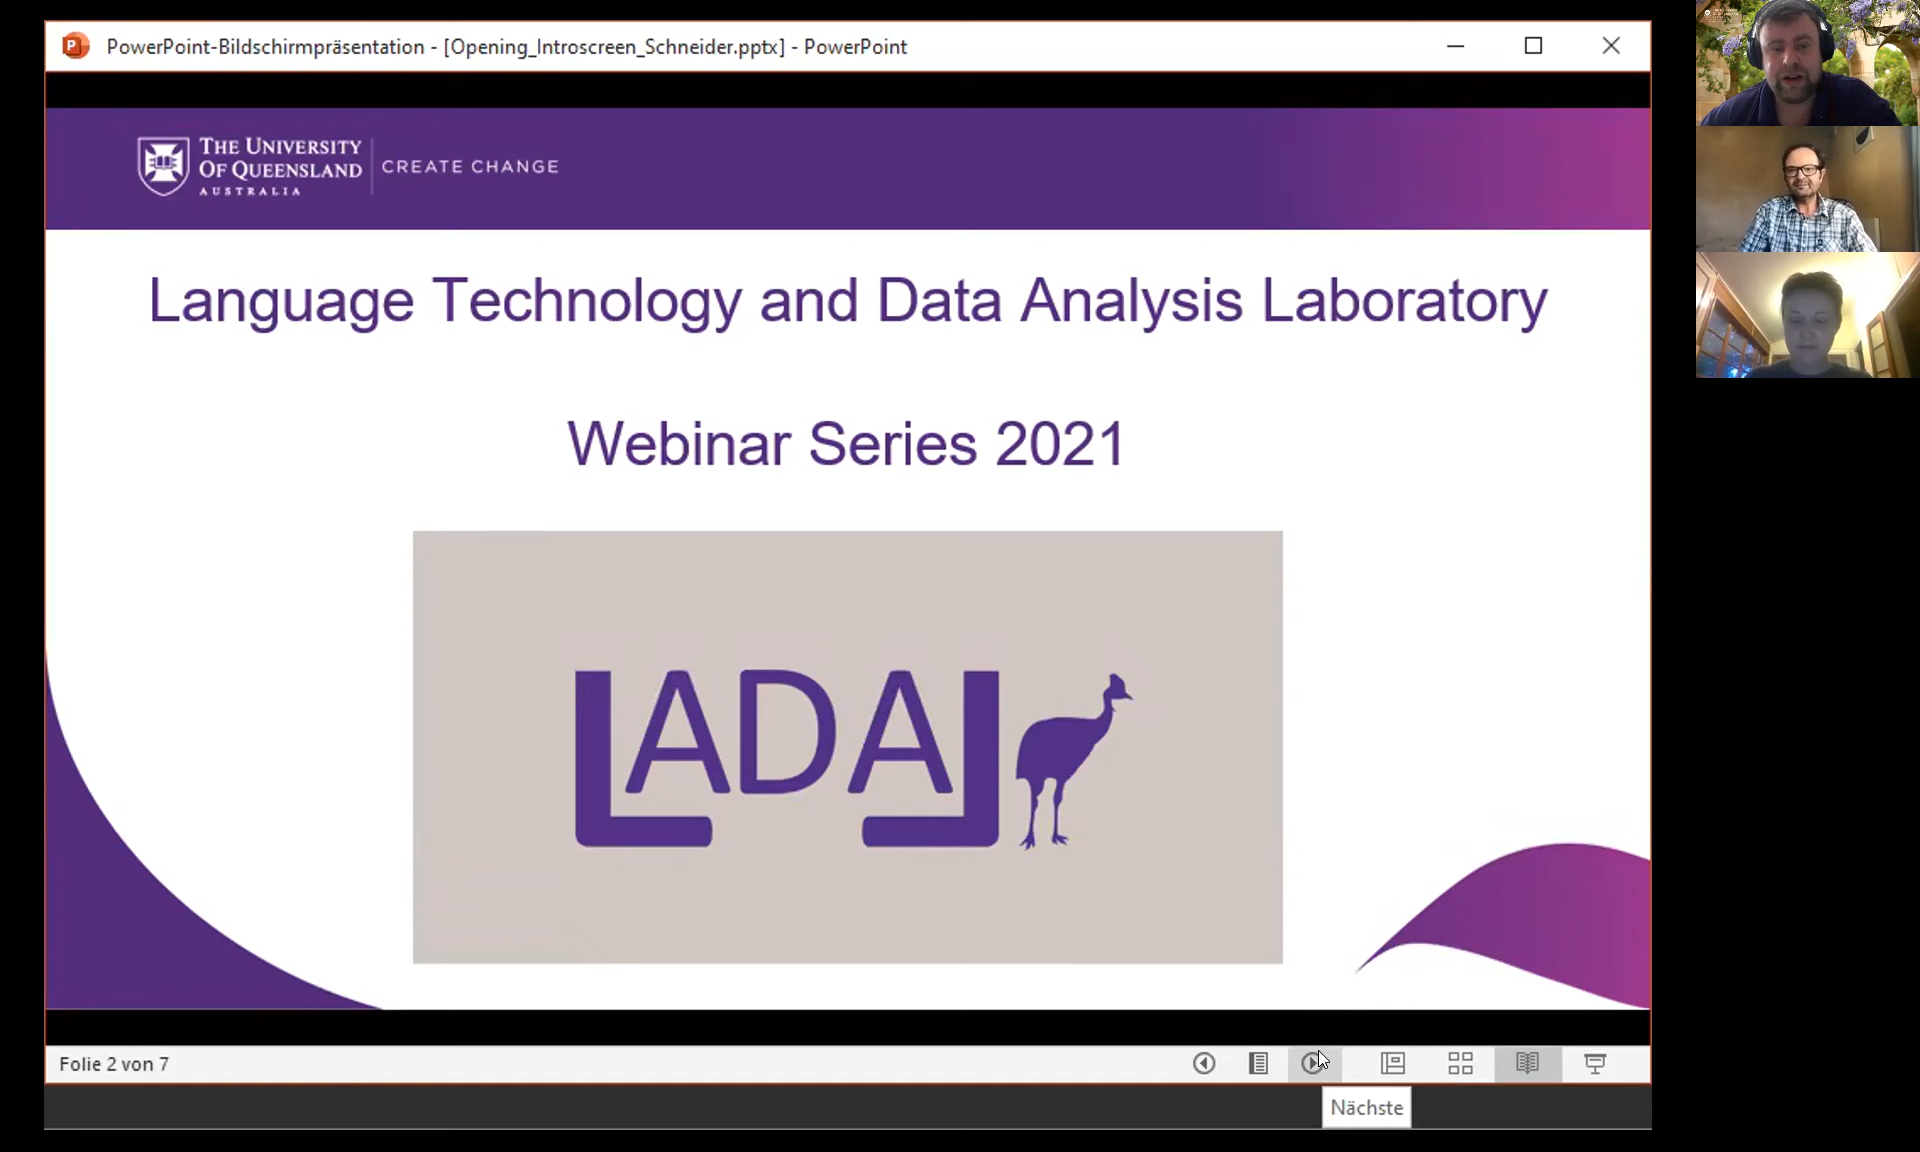 PowerPoint-Bildschirmpräsentation - [Opening_Introscreen_Schneider.pptx] - PowerPoint
THE UNIVERSITY
OF QUEENSLAND
AUSTRALIA
CREATE CHANGE
Language Technology and Data Analysis Laboratory
Webinar Series 2021
LADAL
Folie 2 von 7
Nächste